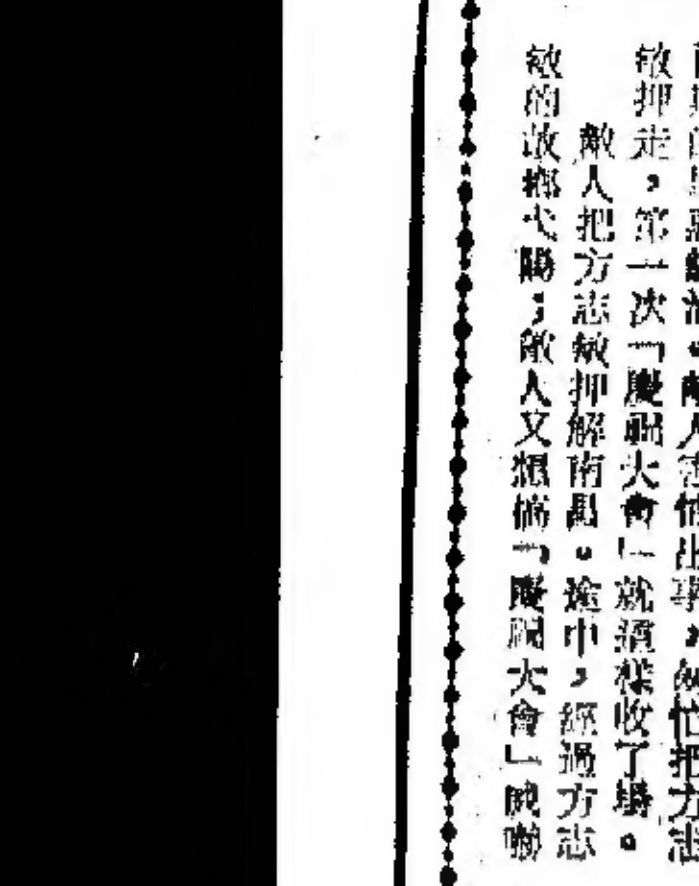 敵人害怕出事，匆忙把方志
敏押走，第一次「慶祝大會」就這樣收了場。
敵人把方志敏押解南昌。途中，經過方志
敏的故鄉弋陽；敵人又想搞「慶祝大會」威嚇